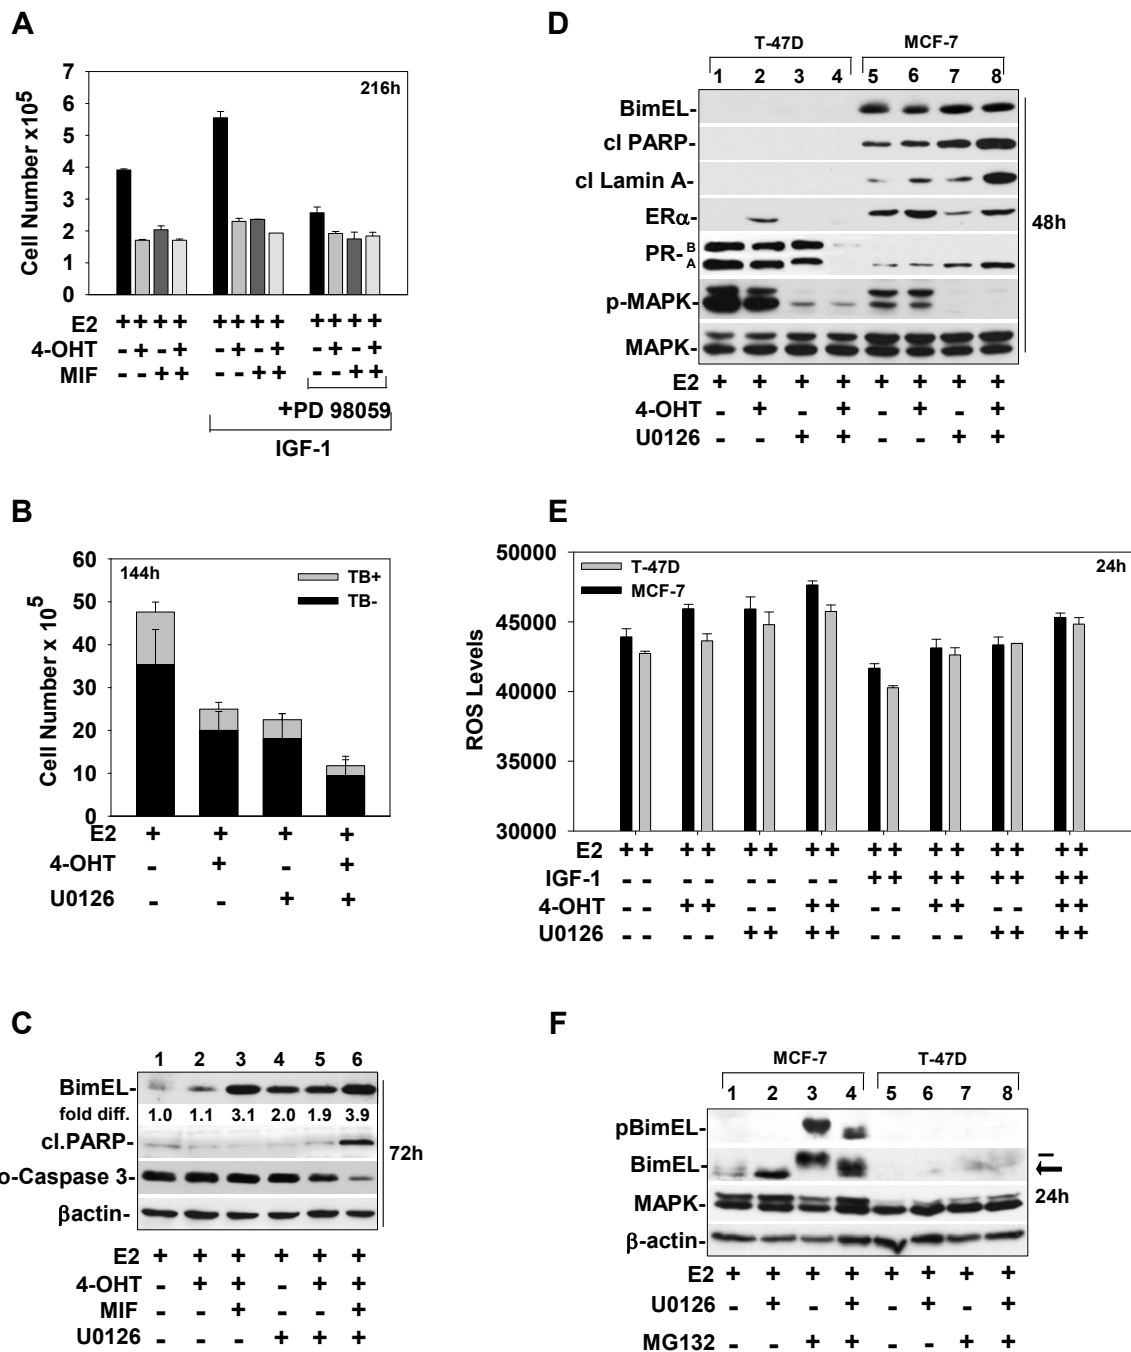 A
Cell Number x10⁵
7
6
5
4
3
2
1
0
216h
E2 ++++ ++++ ++++
4-OHT -+-+ -+-+ -+-+
MIF --++ --++ --++
+PD 98059
IGF-1
B
Cell Number x 10⁵
60
50
40
30
20
10
0
144h
TB+
TB-
E2 + + + +
4-OHT - + - +
U0126 - - + +
C
1 2 3 4 5 6
BimEL-
fold diff. 1.0 1.1 3.1 2.0 1.9 3.9
cl.PARP-
72h
o-Caspase 3-
βactin-
E2 + + + + + +
4-OHT - + + - + +
MIF - - + - - +
U0126 - - - + + +
D
T-47D MCF-7
1 2 3 4 5 6 7 8
BimEL-
cl PARP-
cl Lamin A-
ERα-
48h
PR- B
A
p-MAPK-
MAPK-
E2 + + + + + + + +
4-OHT - + - + - + - +
U0126 - - + + - - + +
E
ROS Levels
50000
45000
40000
35000
30000
T-47D
MCF-7
24h
E2 ++ ++ ++ ++ ++ ++ ++ ++
IGF-1 -- -- -- -- ++ ++ ++ ++
4-OHT -- ++ -- ++ -- ++ -- ++
U0126 -- -- ++ ++ -- -- ++ ++
F
MCF-7 T-47D
1 2 3 4 5 6 7 8
pBimEL-
BimEL-
MAPK-
24h
β-actin-
E2 + + + + + + + +
U0126 - + - + - + - +
MG132 - - + + - - + +